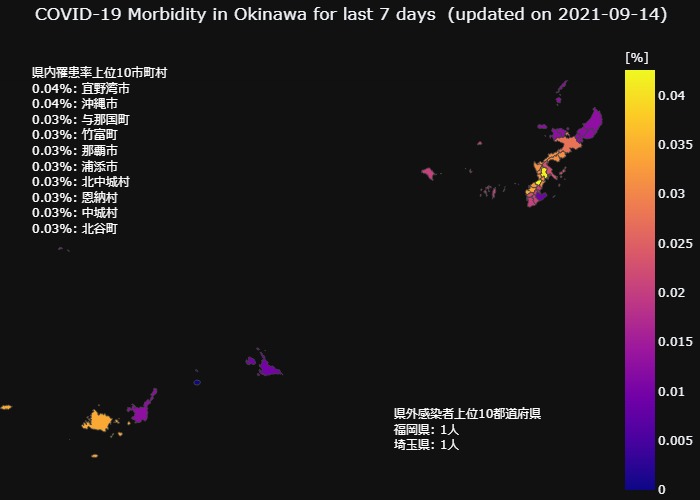 COVID-19 Morbidity in Okinawa for last 7 days (updated on 2021-09-14)
県内罹患率上位10市町村
0.04%: 宜野湾市
0.04%: 沖縄市
0.03%: 与那国町
0.03%: 竹富町
0.03%: 那覇市
0.03%: 浦添市
0.03%: 北中城村
0.03%: 恩納村
0.03%: 中城村
0.03%: 北谷町
[%]
0.04
0.035
0.03
0.025
0.02
0.015
0.01
0.005
0
県外感染者上位10都道府県
福岡県: 1人
埼玉県: 1人